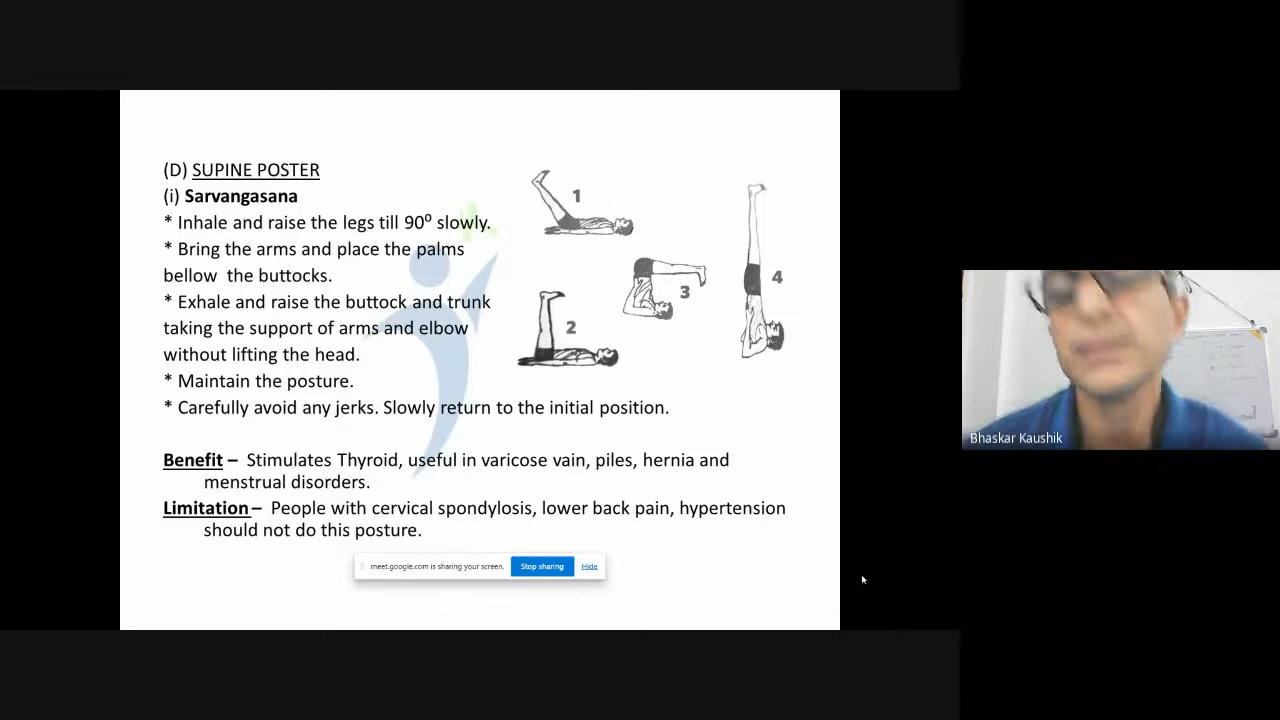 (D) SUPINE POSTER
(i) Sarvangasana
* Inhale and raise the legs till 90⁰ slowly.
* Bring the arms and place the palms
bellow  the buttocks.
* Exhale and raise the buttock and trunk
taking the support of arms and elbow
without lifting the head.
* Maintain the posture.
* Carefully avoid any jerks. Slowly return to the initial position.
1
2
3
4
Benefit – Stimulates Thyroid, useful in varicose vain, piles, hernia and
menstrual disorders.
Limitation – People with cervical spondylosis, lower back pain, hypertension
should not do this posture.
meet.google.com is sharing your screen. Stop sharing Hide
Bhaskar Kaushik